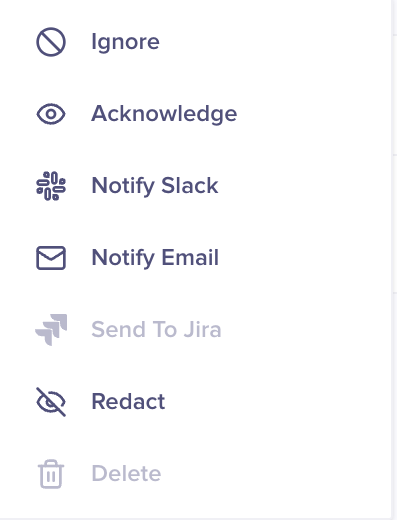 Ignore
Acknowledge
Notify Slack
Notify Email
Send To Jira
Redact
Delete